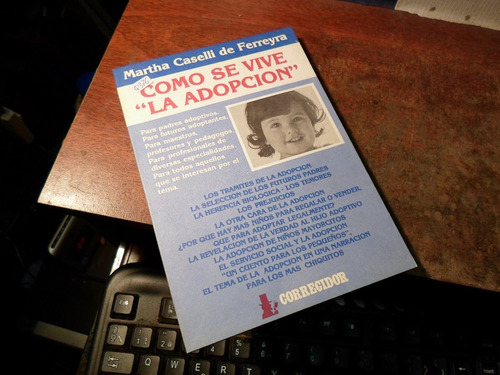 Martha Caselli de Ferreyra
COMO SE VIVE
"LA ADOPCION"
Para padres adoptivos.
Para futuros adoptantes.
Para maestros,
profesores y pedagogos.
Para profesionales de
diversas especialidades.
Para todos aquellos
que se interesan por el
tema.
LOS TRAMITES DE LA ADOPCION
LA SELECCION DE LOS FUTUROS PADRES
LA HERENCIA BIOLOGICA - LOS TEMORES
LOS PREJUICIOS
LA OTRA CARA DE LA ADOPCION
¿POR QUE HAY MAS NIÑOS PARA REGALAR O VENDER,
QUE PARA ADOPTAR LEGALMENTE?
LA REVELACION DE LA VERDAD AL HIJO ADOPTIVO
LA ADOPCION DE NIÑOS MAYORCITOS
EL SERVICIO SOCIAL Y LA ADOPCION
"UN CUENTO PARA LOS PEQUEÑOS".
EL TEMA DE LA ADOPCION EN UNA NARRACION
PARA LOS MAS CHIQUITOS
CORREGIDOR
Q W E R T Y